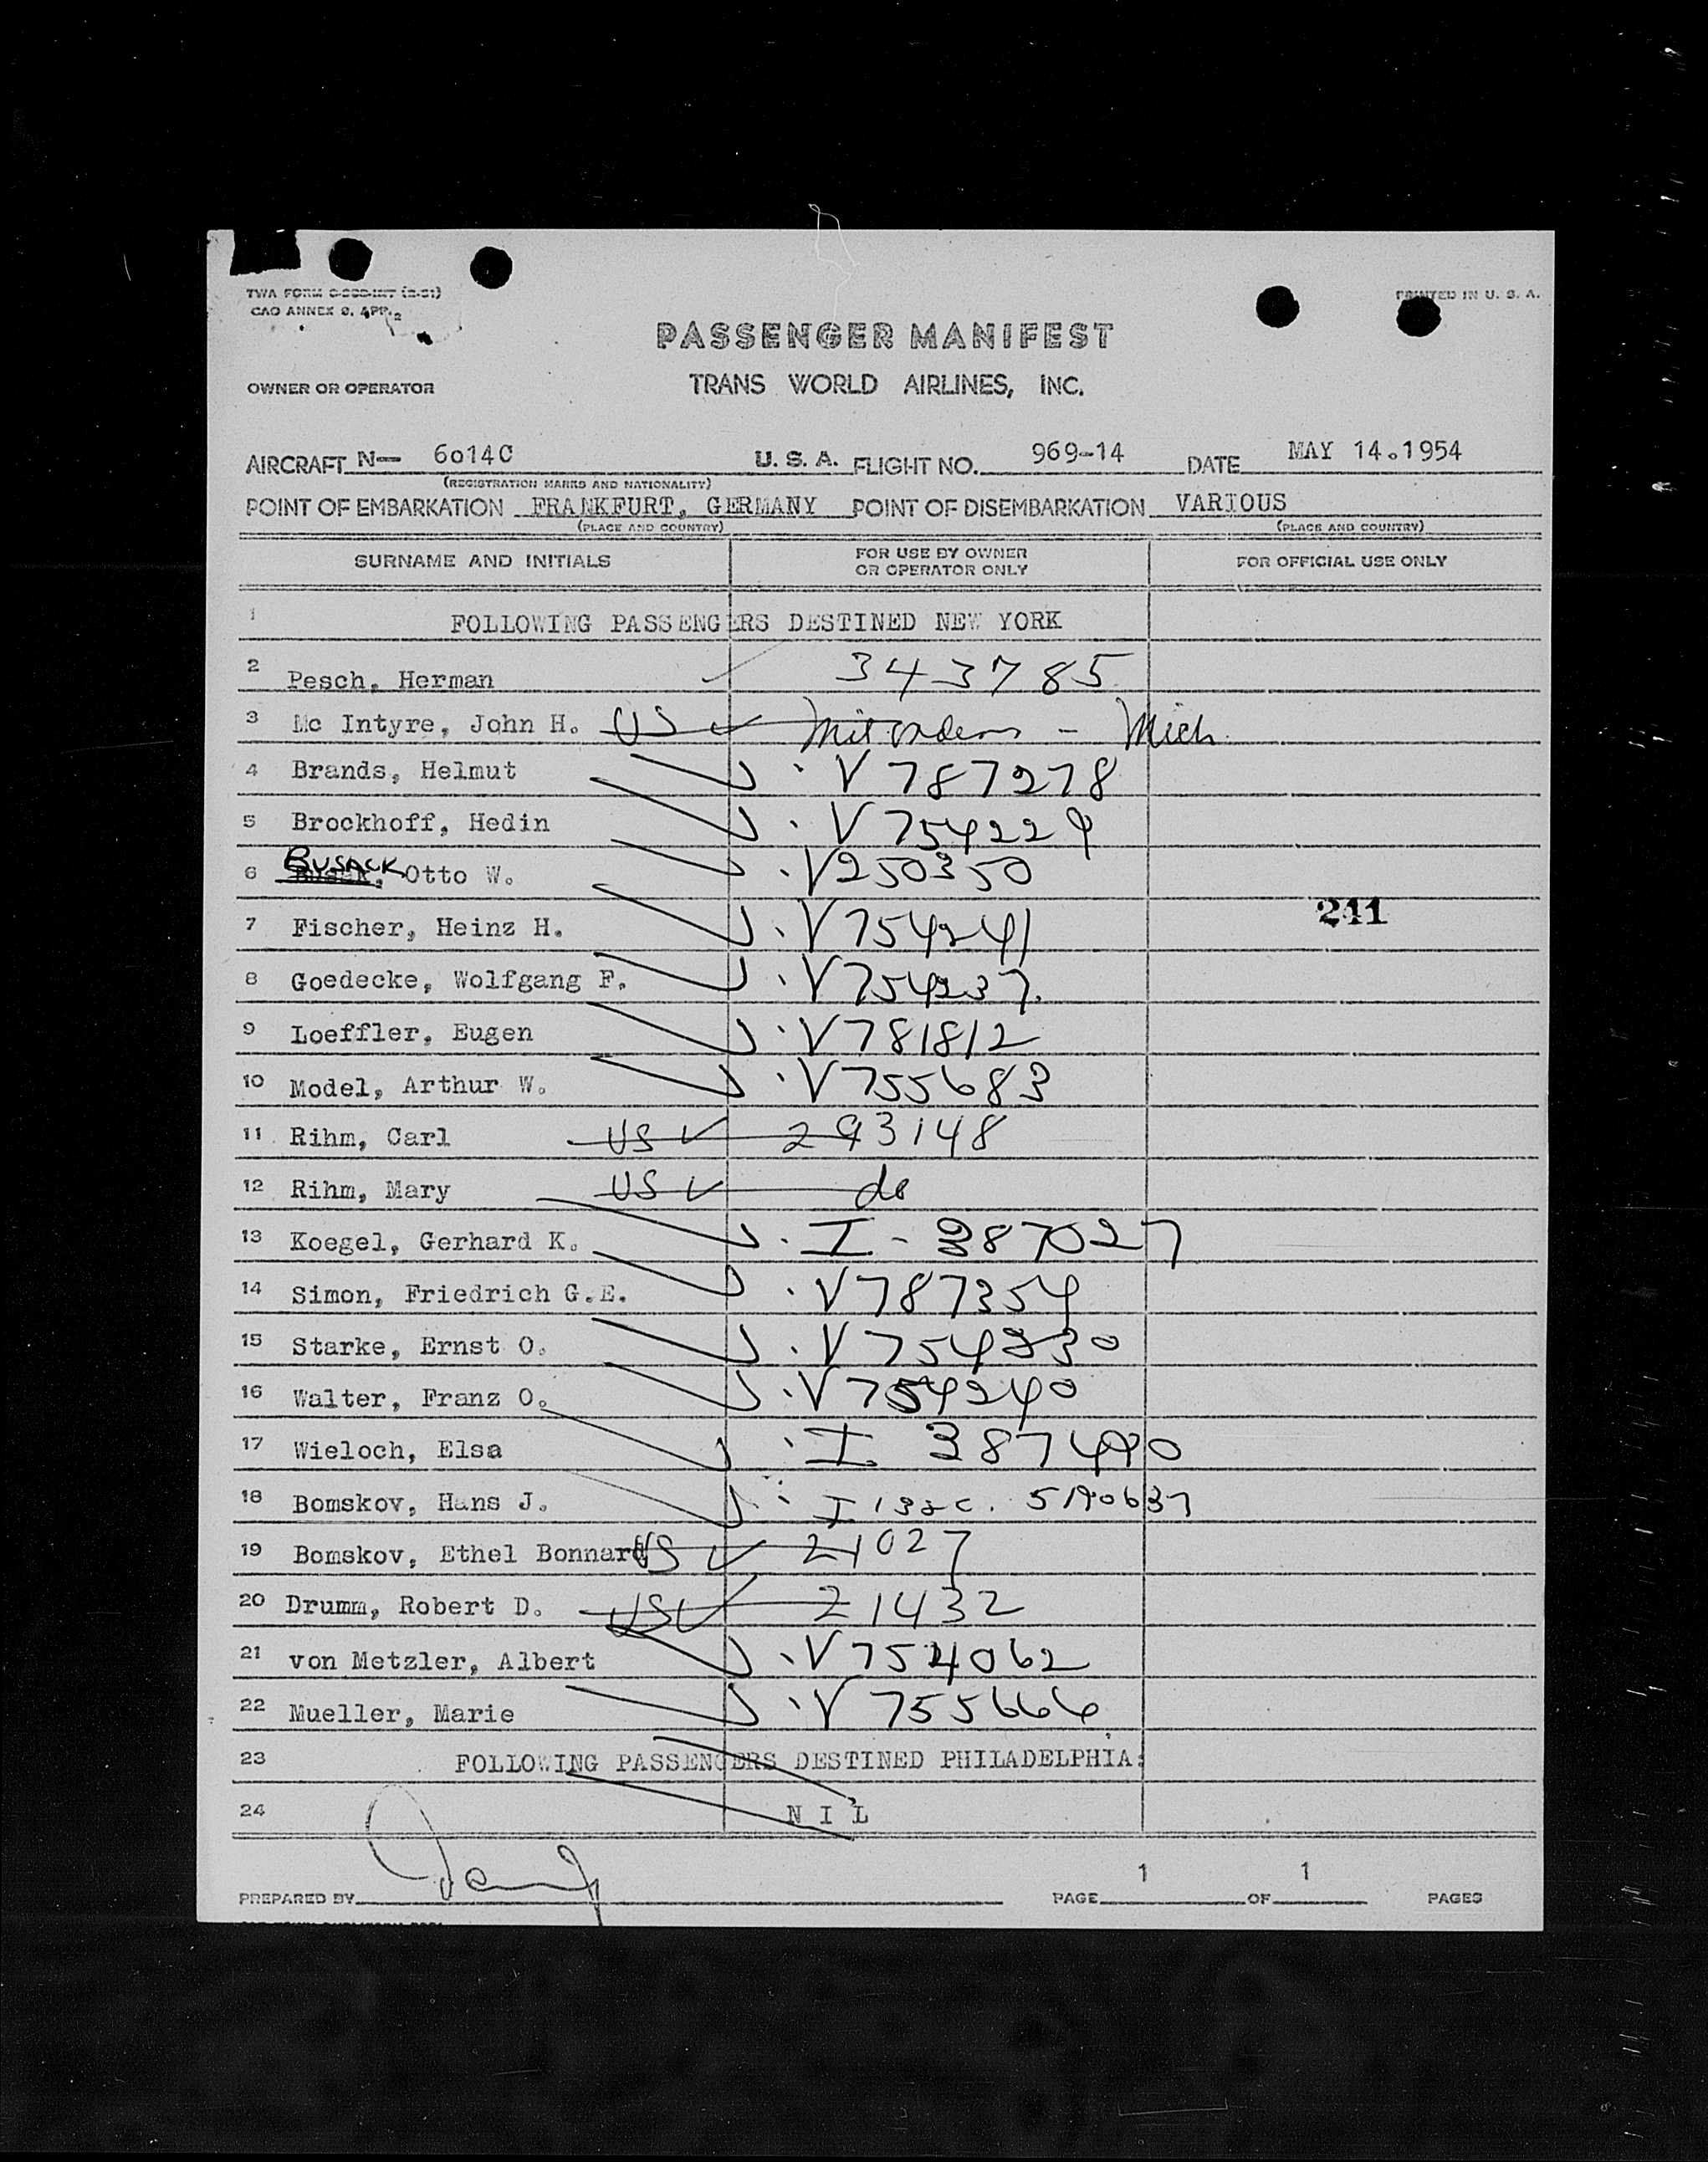 PRINTED IN U. S. A.
CAO ANNEX 9, APP. 2
PASSENGER MANIFEST
OWNER OR OPERATOR TRANS WORLD AIRLINES, INC.
AIRCRAFT N— 6014C U. S. A. FLIGHT NO. 969-14 DATE MAY 14.1954
(REGISTRATION MARKS AND NATIONALITY)
POINT OF EMBARKATION FRANKFURT, GERMANY POINT OF DISEMBARKATION VARIOUS
(PLACE AND COUNTRY) (PLACE AND COUNTRY)
SURNAME AND INITIALS FOR USE BY OWNER OR OPERATOR ONLY FOR OFFICIAL USE ONLY
1 FOLLOWING PASSENGERS DESTINED NEW YORK
2 Pesch, Herman 343785
3 Mc Intyre, John H. US Mil orders - Mich
4 Brands, Helmut V787278
5 Brockhoff, Hedin V754229
6 BUSACK, Otto W. V250350
7 Fischer, Heinz H. V754241
241
8 Goedecke, Wolfgang F. V754237
9 Loeffler, Eugen V781812
10 Model, Arthur W. V755683
11 Rihm, Carl US 293148
12 Rihm, Mary US do
13 Koegel, Gerhard K. I-387027
14 Simon, Friedrich G.E. V787354
15 Starke, Ernst O. V754230
16 Walter, Franz O. V754240
17 Wieloch, Elsa I 387490
18 Bomskov, Hans J. I
19 Bomskov, Ethel Bonnard US 21027
20 Drumm, Robert D. US 21432
21 von Metzler, Albert V754062
22 Mueller, Marie V755666
23 FOLLOWING PASSENGERS DESTINED PHILADELPHIA:
24 N I L
PREPARED BY PAGE 1 OF 1 PAGES